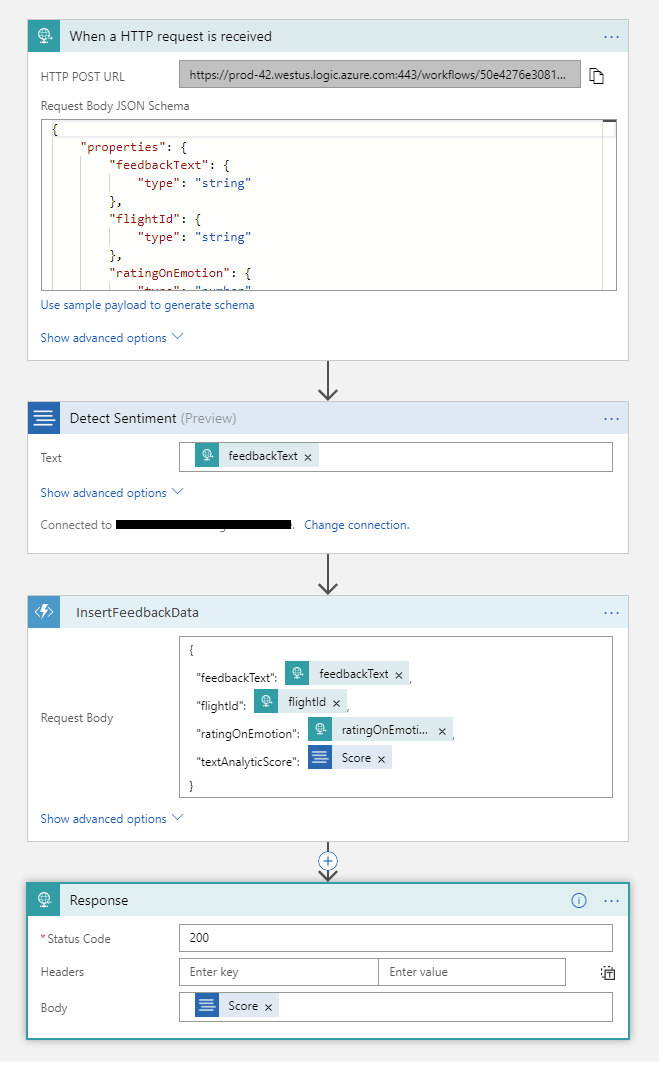 When a HTTP request is received
HTTP POST URL
https://prod-42.westus.logic.azure.com:443/workflows/50e4276e3081...
Request Body JSON Schema
{
"properties": {
"feedbackText": {
"type": "string"
},
"flightId": {
"type": "string"
},
"ratingOnEmotion": {
"type": "number"
Use sample payload to generate schema
Show advanced options
Detect Sentiment (Preview)
Text
feedbackText ×
Show advanced options
Connected to
. Change connection.
InsertFeedbackData
Request Body
{
"feedbackText": feedbackText × ,
"flightId": flightId × ,
"ratingOnEmotion": ratingOnEmoti... × ,
"textAnalyticScore": Score ×
}
Show advanced options
Response
*Status Code
200
Headers
Enter key
Enter value
Body
Score ×